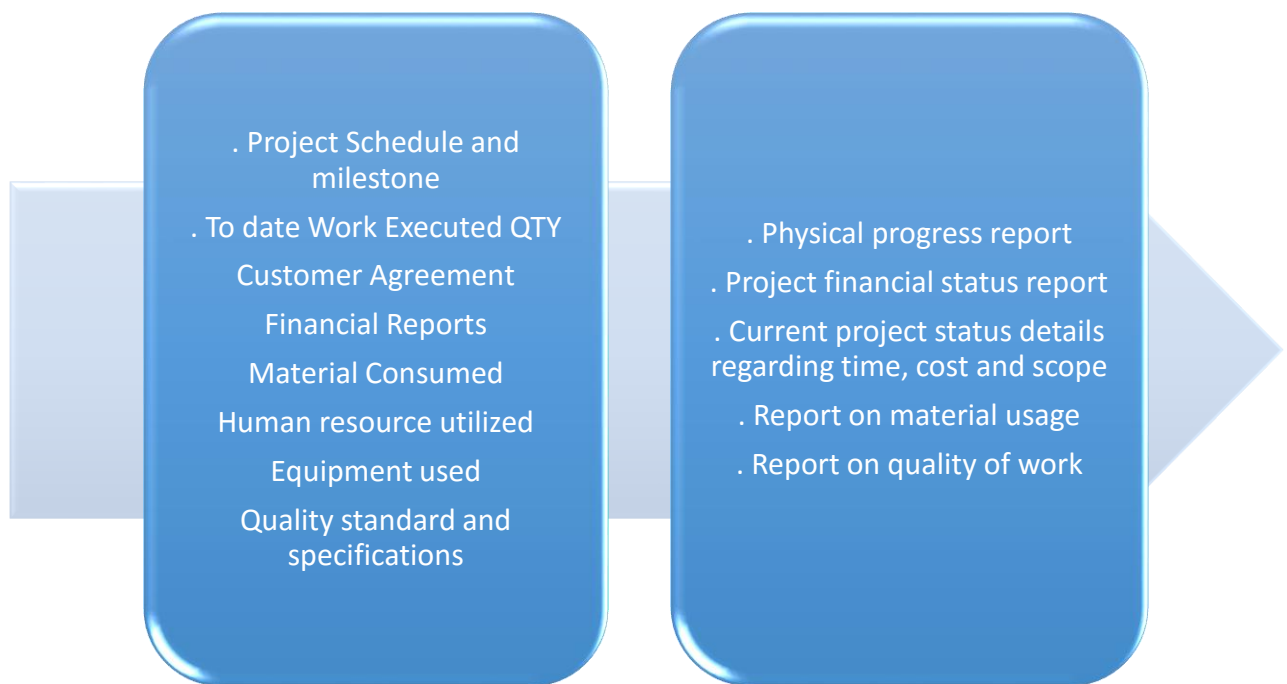 . Project Schedule and
milestone
. To date Work Executed QTY
Customer Agreement
Financial Reports
Material Consumed
Human resource utilized
Equipment used
Quality standard and
specifications
. Physical progress report
. Project financial status report
. Current project status details
regarding time, cost and scope
. Report on material usage
. Report on quality of work